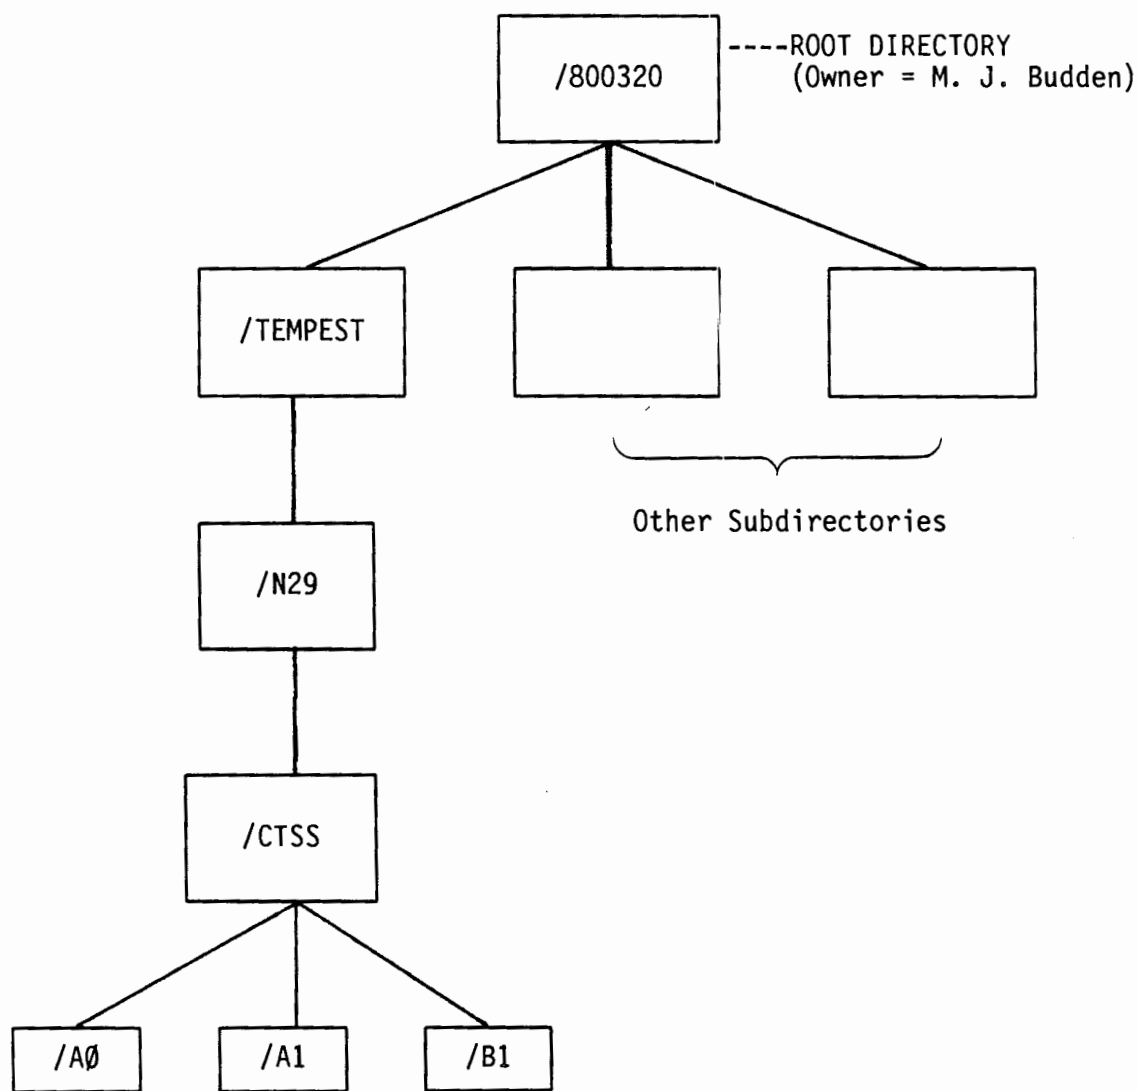 /800320
----ROOT DIRECTORY
(Owner = M. J. Budden)
/TEMPEST
Other Subdirectories
/N29
/CTSS
/AØ
/A1
/B1